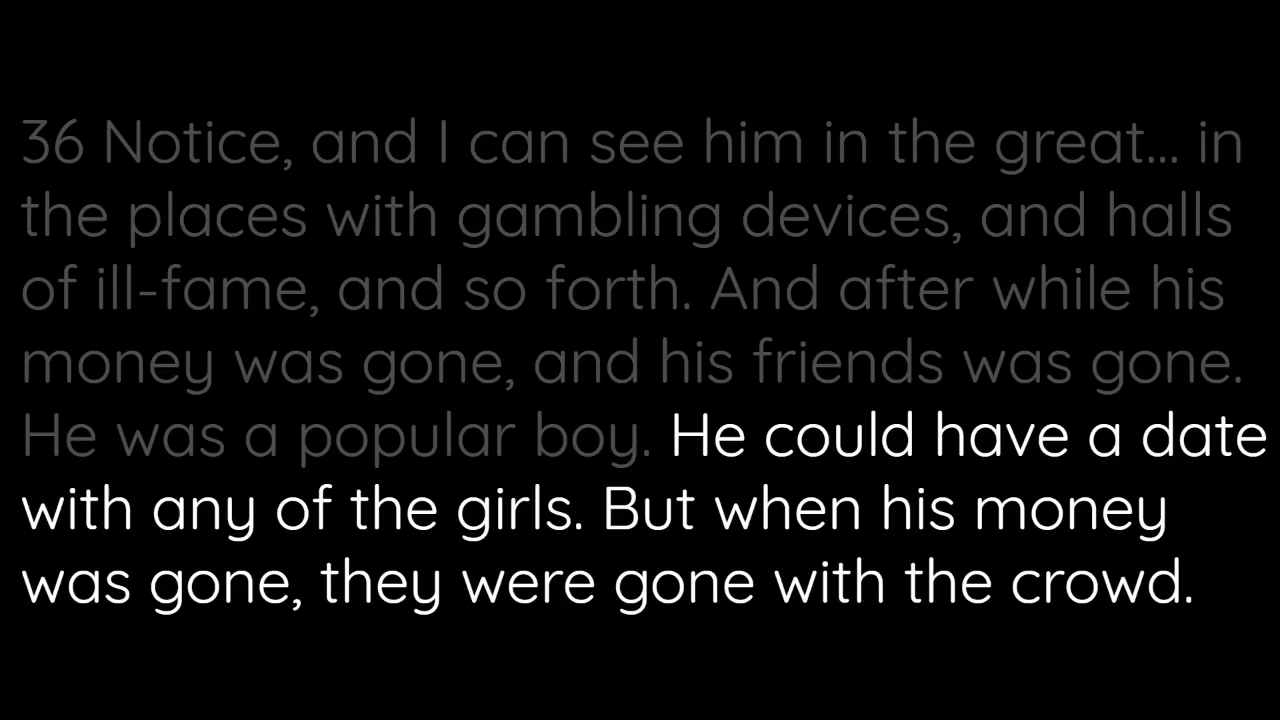 36 Notice, and I can see him in the great... in
the places with gambling devices, and halls
of ill-fame, and so forth. And after while his
money was gone, and his friends was gone.
He was a popular boy. He could have a date
with any of the girls. But when his money
was gone, they were gone with the crowd.